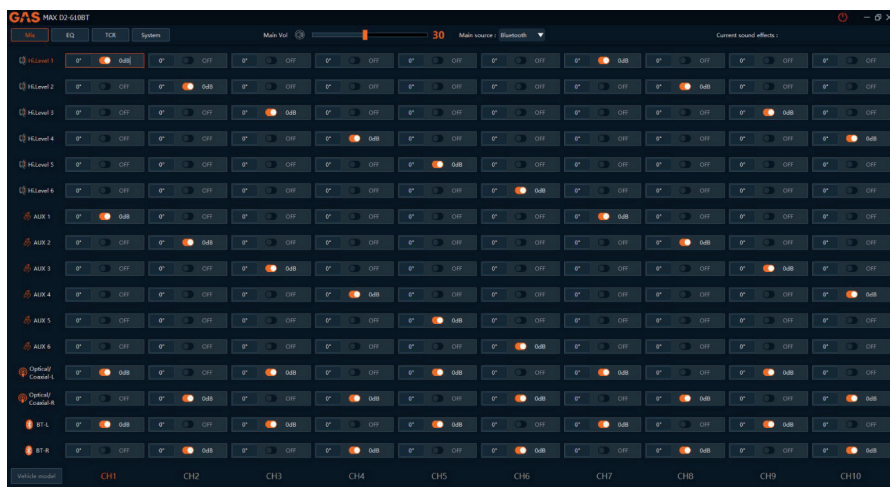 GAS MAX D2-610BT
Mix EQ TCR System Main Vol 30 Main source : Bluetooth Current sound effects :
Hi.Level 1 0° 0dB 0° OFF 0° OFF 0° OFF 0° OFF 0° OFF 0° 0dB 0° OFF 0° OFF 0° OFF
Hi.Level 2 0° OFF 0° 0dB 0° OFF 0° OFF 0° OFF 0° OFF 0° OFF 0° 0dB 0° OFF 0° OFF
Hi.Level 3 0° OFF 0° OFF 0° 0dB 0° OFF 0° OFF 0° OFF 0° OFF 0° OFF 0° 0dB 0° OFF
Hi.Level 4 0° OFF 0° OFF 0° OFF 0° 0dB 0° OFF 0° OFF 0° OFF 0° OFF 0° OFF 0° 0dB
Hi.Level 5 0° OFF 0° OFF 0° OFF 0° OFF 0° 0dB 0° OFF 0° OFF 0° OFF 0° OFF 0° OFF
Hi.Level 6 0° OFF 0° OFF 0° OFF 0° OFF 0° OFF 0° 0dB 0° OFF 0° OFF 0° OFF 0° OFF
AUX 1 0° 0dB 0° OFF 0° OFF 0° OFF 0° OFF 0° OFF 0° 0dB 0° OFF 0° OFF 0° OFF
AUX 2 0° OFF 0° 0dB 0° OFF 0° OFF 0° OFF 0° OFF 0° OFF 0° 0dB 0° OFF 0° OFF
AUX 3 0° OFF 0° OFF 0° 0dB 0° OFF 0° OFF 0° OFF 0° OFF 0° OFF 0° 0dB 0° OFF
AUX 4 0° OFF 0° OFF 0° OFF 0° 0dB 0° OFF 0° OFF 0° OFF 0° OFF 0° OFF 0° 0dB
AUX 5 0° OFF 0° OFF 0° OFF 0° OFF 0° 0dB 0° OFF 0° OFF 0° OFF 0° OFF 0° OFF
AUX 6 0° OFF 0° OFF 0° OFF 0° OFF 0° OFF 0° 0dB 0° OFF 0° OFF 0° OFF 0° OFF
Optical/
Coaxial-L 0° 0dB 0° OFF 0° 0dB 0° OFF 0° 0dB 0° OFF 0° 0dB 0° OFF 0° 0dB 0° OFF
Optical/
Coaxial-R 0° OFF 0° 0dB 0° OFF 0° 0dB 0° OFF 0° 0dB 0° OFF 0° 0dB 0° OFF 0° 0dB
BT-L 0° 0dB 0° OFF 0° 0dB 0° OFF 0° 0dB 0° OFF 0° 0dB 0° OFF 0° 0dB 0° OFF
BT-R 0° OFF 0° 0dB 0° OFF 0° 0dB 0° OFF 0° 0dB 0° OFF 0° 0dB 0° OFF 0° 0dB
Vehicle model CH1 CH2 CH3 CH4 CH5 CH6 CH7 CH8 CH9 CH10